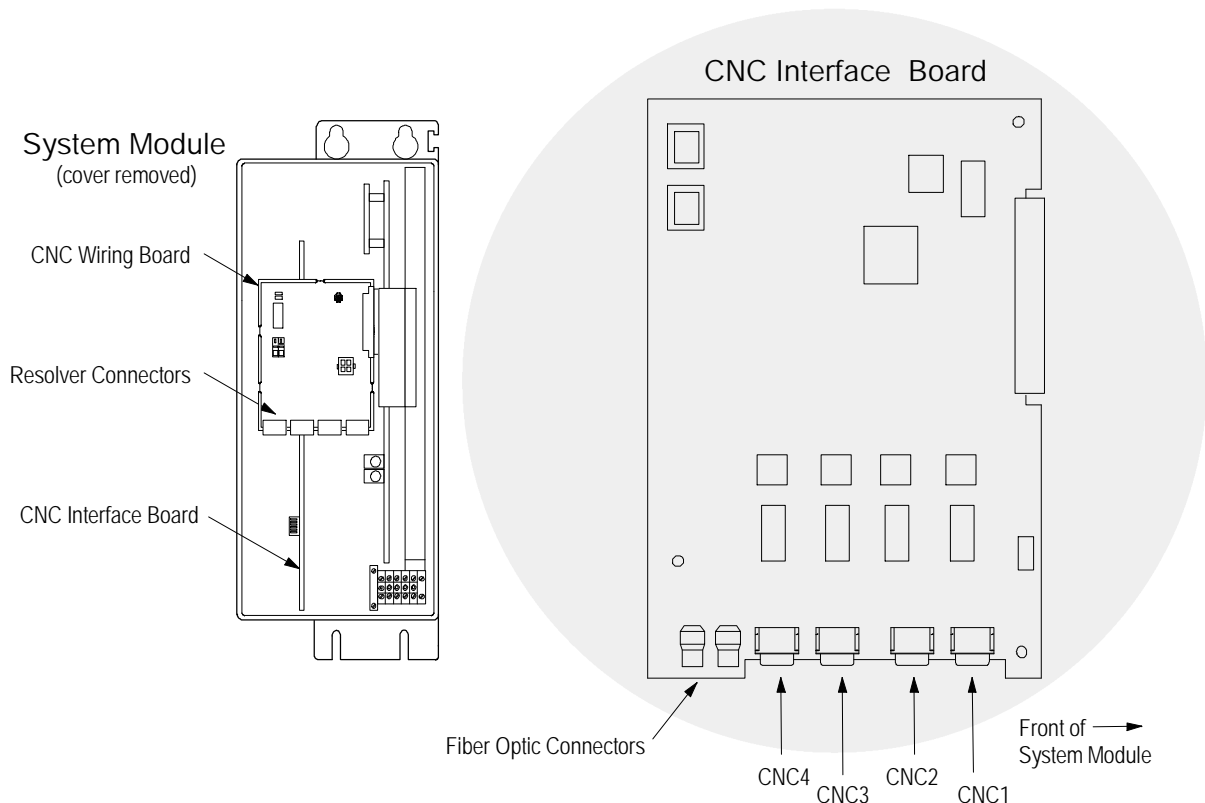 CNC Interface Board
System Module
(cover removed)
CNC Wiring Board
Resolver Connectors
CNC Interface Board
Fiber Optic Connectors
CNC4
CNC3
CNC2
CNC1
Front of
System Module